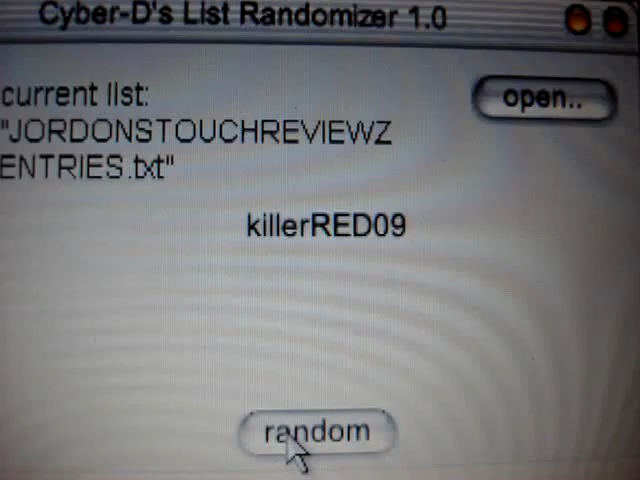 Cyber-D's List Randomizer 1.0
current list:
open..
"JORDONSTOUCHREVIEWZ
ENTRIES.txt"
killerRED09
random